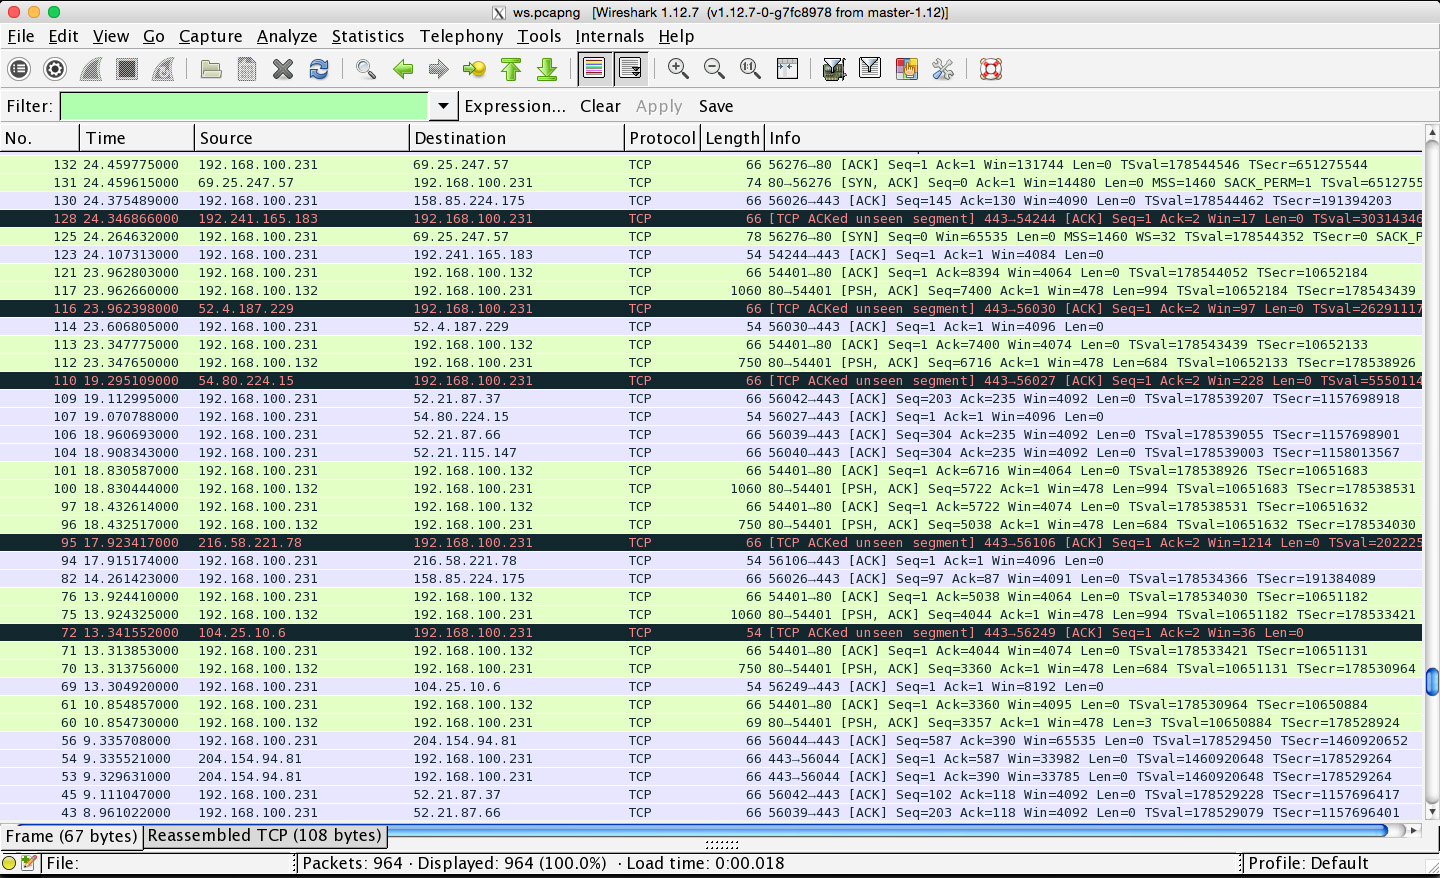 ws.pcapng [Wireshark 1.12.7 (v1.12.7-0-g7fc8978 from master-1.12)]
File Edit View Go Capture Analyze Statistics Telephony Tools Internals Help
Filter: Expression... Clear Apply Save
No. Time Source Destination Protocol Length Info
132 24.459775000 192.168.100.231 69.25.247.57 TCP 66 56276→80 [ACK] Seq=1 Ack=1 Win=131744 Len=0 TSval=178544546 TSecr=651275544
131 24.459615000 69.25.247.57 192.168.100.231 TCP 74 80→56276 [SYN, ACK] Seq=0 Ack=1 Win=14480 Len=0 MSS=1460 SACK_PERM=1 TSval=6512755
130 24.375489000 192.168.100.231 158.85.224.175 TCP 66 56026→443 [ACK] Seq=145 Ack=130 Win=4090 Len=0 TSval=178544462 TSecr=191394203
128 24.346866000 192.241.165.183 192.168.100.231 TCP 66 [TCP ACKed unseen segment] 443→54244 [ACK] Seq=1 Ack=2 Win=17 Len=0 TSval=30314346
125 24.264632000 192.168.100.231 69.25.247.57 TCP 78 56276→80 [SYN] Seq=0 Win=65535 Len=0 MSS=1460 WS=32 TSval=178544352 TSecr=0 SACK_P
123 24.107313000 192.168.100.231 192.241.165.183 TCP 54 54244→443 [ACK] Seq=1 Ack=1 Win=4084 Len=0
121 23.962803000 192.168.100.231 192.168.100.132 TCP 66 54401→80 [ACK] Seq=1 Ack=8394 Win=4064 Len=0 TSval=178544052 TSecr=10652184
117 23.962660000 192.168.100.132 192.168.100.231 TCP 1060 80→54401 [PSH, ACK] Seq=7400 Ack=1 Win=478 Len=994 TSval=10652184 TSecr=178543439
116 23.962398000 52.4.187.229 192.168.100.231 TCP 66 [TCP ACKed unseen segment] 443→56030 [ACK] Seq=1 Ack=2 Win=97 Len=0 TSval=26291117
114 23.606805000 192.168.100.231 52.4.187.229 TCP 54 56030→443 [ACK] Seq=1 Ack=1 Win=4096 Len=0
113 23.347775000 192.168.100.231 192.168.100.132 TCP 66 54401→80 [ACK] Seq=1 Ack=7400 Win=4074 Len=0 TSval=178543439 TSecr=10652133
112 23.347650000 192.168.100.132 192.168.100.231 TCP 750 80→54401 [PSH, ACK] Seq=6716 Ack=1 Win=478 Len=684 TSval=10652133 TSecr=178538926
110 19.295109000 54.80.224.15 192.168.100.231 TCP 66 [TCP ACKed unseen segment] 443→56027 [ACK] Seq=1 Ack=2 Win=228 Len=0 TSval=5550114
109 19.112995000 192.168.100.231 52.21.87.37 TCP 66 56042→443 [ACK] Seq=203 Ack=235 Win=4092 Len=0 TSval=178539207 TSecr=1157698918
107 19.070788000 192.168.100.231 54.80.224.15 TCP 54 56027→443 [ACK] Seq=1 Ack=1 Win=4096 Len=0
106 18.960693000 192.168.100.231 52.21.87.66 TCP 66 56039→443 [ACK] Seq=304 Ack=235 Win=4092 Len=0 TSval=178539055 TSecr=1157698901
104 18.908343000 192.168.100.231 52.21.115.147 TCP 66 56040→443 [ACK] Seq=304 Ack=235 Win=4092 Len=0 TSval=178539003 TSecr=1158013567
101 18.830587000 192.168.100.231 192.168.100.132 TCP 66 54401→80 [ACK] Seq=1 Ack=6716 Win=4064 Len=0 TSval=178538926 TSecr=10651683
100 18.830444000 192.168.100.132 192.168.100.231 TCP 1060 80→54401 [PSH, ACK] Seq=5722 Ack=1 Win=478 Len=994 TSval=10651683 TSecr=178538531
97 18.432614000 192.168.100.231 192.168.100.132 TCP 66 54401→80 [ACK] Seq=1 Ack=5722 Win=4074 Len=0 TSval=178538531 TSecr=10651632
96 18.432517000 192.168.100.132 192.168.100.231 TCP 750 80→54401 [PSH, ACK] Seq=5038 Ack=1 Win=478 Len=684 TSval=10651632 TSecr=178534030
95 17.923417000 216.58.221.78 192.168.100.231 TCP 66 [TCP ACKed unseen segment] 443→56106 [ACK] Seq=1 Ack=2 Win=1214 Len=0 TSval=202225
94 17.915174000 192.168.100.231 216.58.221.78 TCP 54 56106→443 [ACK] Seq=1 Ack=1 Win=4096 Len=0
82 14.261423000 192.168.100.231 158.85.224.175 TCP 66 56026→443 [ACK] Seq=97 Ack=87 Win=4091 Len=0 TSval=178534366 TSecr=191384089
76 13.924410000 192.168.100.231 192.168.100.132 TCP 66 54401→80 [ACK] Seq=1 Ack=5038 Win=4064 Len=0 TSval=178534030 TSecr=10651182
75 13.924325000 192.168.100.132 192.168.100.231 TCP 1060 80→54401 [PSH, ACK] Seq=4044 Ack=1 Win=478 Len=994 TSval=10651182 TSecr=178533421
72 13.341552000 104.25.10.6 192.168.100.231 TCP 54 [TCP ACKed unseen segment] 443→56249 [ACK] Seq=1 Ack=2 Win=36 Len=0
71 13.313853000 192.168.100.231 192.168.100.132 TCP 66 54401→80 [ACK] Seq=1 Ack=4044 Win=4074 Len=0 TSval=178533421 TSecr=10651131
70 13.313756000 192.168.100.132 192.168.100.231 TCP 750 80→54401 [PSH, ACK] Seq=3360 Ack=1 Win=478 Len=684 TSval=10651131 TSecr=178530964
69 13.304920000 192.168.100.231 104.25.10.6 TCP 54 56249→443 [ACK] Seq=1 Ack=1 Win=8192 Len=0
61 10.854857000 192.168.100.231 192.168.100.132 TCP 66 54401→80 [ACK] Seq=1 Ack=3360 Win=4095 Len=0 TSval=178530964 TSecr=10650884
60 10.854730000 192.168.100.132 192.168.100.231 TCP 69 80→54401 [PSH, ACK] Seq=3357 Ack=1 Win=478 Len=3 TSval=10650884 TSecr=178528924
56 9.335708000 192.168.100.231 204.154.94.81 TCP 66 56044→443 [ACK] Seq=587 Ack=390 Win=65535 Len=0 TSval=178529450 TSecr=1460920652
54 9.335521000 204.154.94.81 192.168.100.231 TCP 66 443→56044 [ACK] Ack=587 Win=33982 Len=0 TSval=1460920648 TSecr=178529264
53 9.329631000 204.154.94.81 192.168.100.231 TCP 66 443→56044 [ACK] Seq=1 Ack=390 Win=33785 Len=0 TSval=1460920648 TSecr=178529264
45 9.111047000 192.168.100.231 52.21.87.37 TCP 66 56042→443 [ACK] Seq=102 Ack=118 Win=4092 Len=0 TSval=178529228 TSecr=1157696417
43 8.961022000 192.168.100.231 52.21.87.66 TCP 66 56039→443 [ACK] Seq=203 Ack=118 Win=4092 Len=0 TSval=178529079 TSecr=1157696401
Frame (67 bytes) Reassembled TCP (108 bytes)
File: Packets: 964 · Displayed: 964 (100.0%) · Load time: 0:00.018 Profile: Default